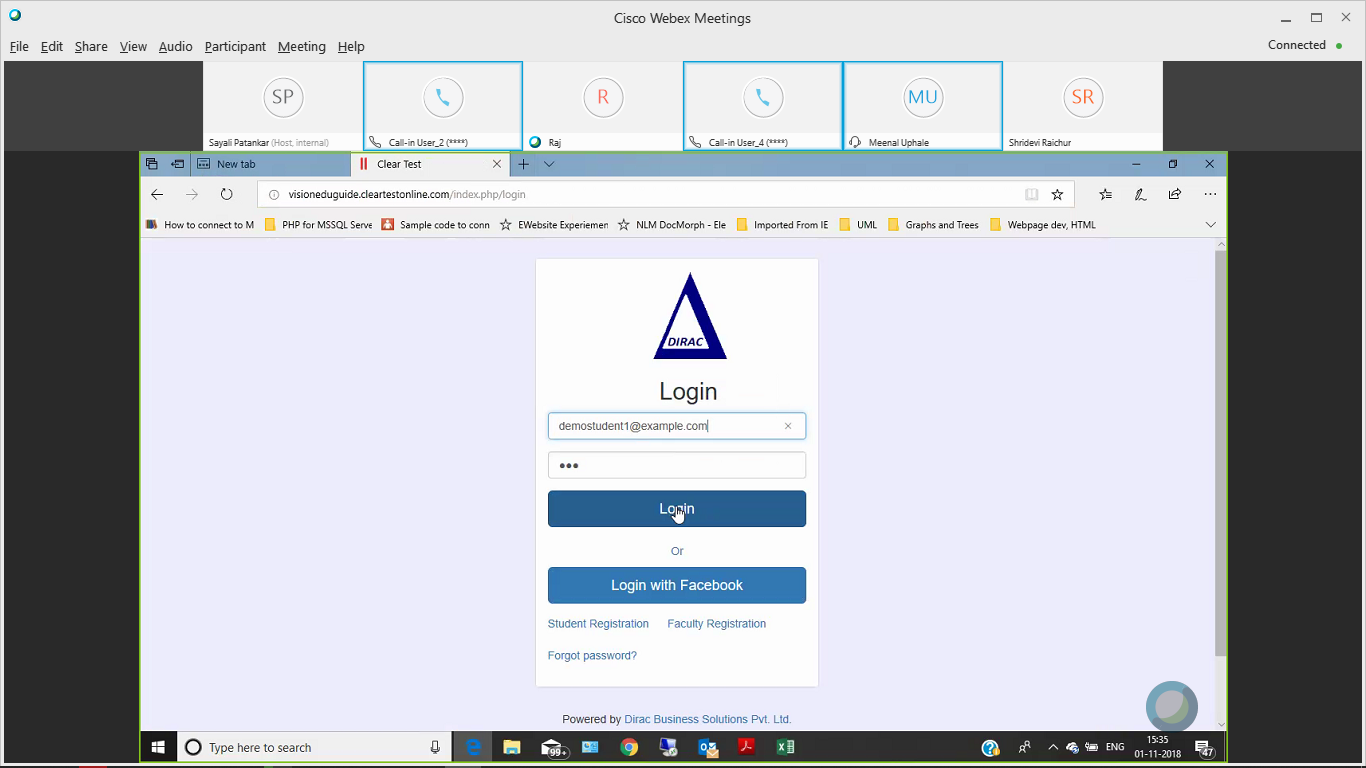 Cisco Webex Meetings
File Edit Share View Audio Participant Meeting Help
Connected
SP
R
MU
SR
Sayali Patankar (Host, internal)
Call-in User_2 (****)
Raj
Call-in User_4 (****)
Meenal Uphale
Shridevi Raichur
New tab
Clear Test
visioneduguide.cleartestonline.com/index.php/login
How to connect to M
PHP for MSSQL Serve
Sample code to conn
EWebsite Experiemen
NLM DocMorph - Ele
Imported From IE
UML
Graphs and Trees
Webpage dev, HTML
DIRAC
Login
demostudent1@example.com
Login
Or
Login with Facebook
Student Registration Faculty Registration
Forgot password?
Powered by Dirac Business Solutions Pvt. Ltd.
Type here to search
99+
ENG
15:35
01-11-2018
47